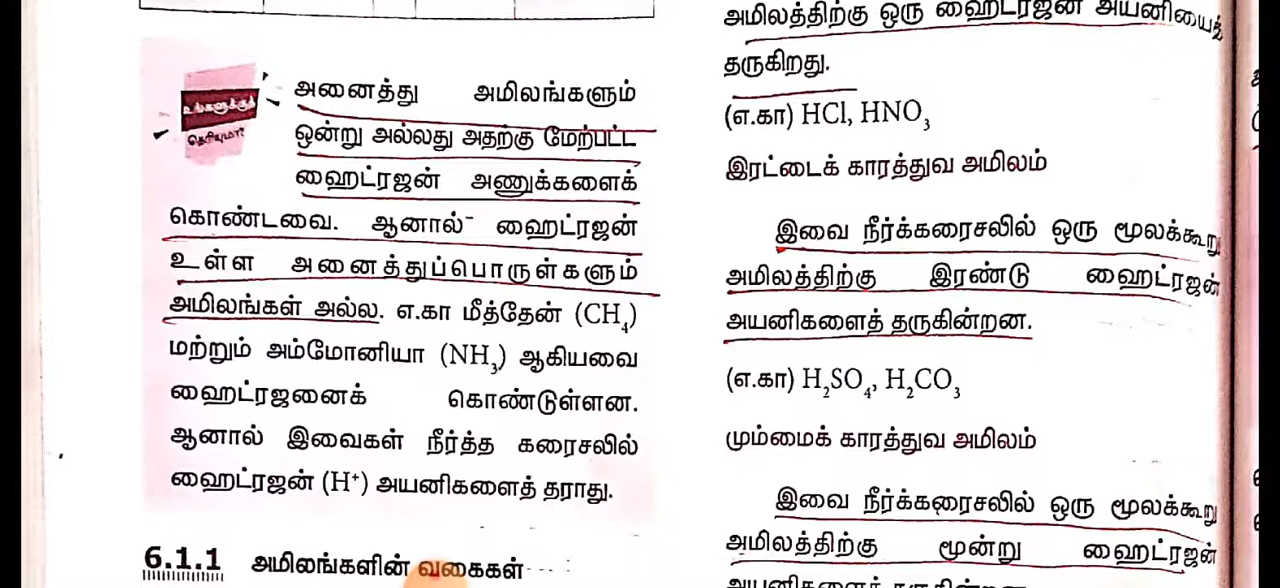 உங்களுக்குத்
தெரியுமா?
அனைத்து அமிலங்களும்
ஒன்று அல்லது அதற்கு மேற்பட்ட
ஹைட்ரஜன் அணுக்களைக்
கொண்டவை. ஆனால் ஹைட்ரஜன்
உள்ள அனைத்துப்பொருள்களும்
அமிலங்கள் அல்ல. எ.கா மீத்தேன் (CH₄)
மற்றும் அம்மோனியா (NH₃) ஆகியவை
ஹைட்ரஜனைக் கொண்டுள்ளன.
ஆனால் இவைகள் நீர்த்த கரைசலில்
ஹைட்ரஜன் (H⁺) அயனிகளைத் தராது.
6.1.1 அமிலங்களின் வகைகள்
அமிலத்திற்கு ஒரு ஹைட்ரஜன் அயனியைத்
தருகிறது.
(எ.கா) HCl, HNO₃
இரட்டைக் காரத்துவ அமிலம்
இவை நீர்க்கரைசலில் ஒரு மூலக்கூறு
அமிலத்திற்கு இரண்டு ஹைட்ரஜன்
அயனிகளைத் தருகின்றன.
(எ.கா) H₂SO₄, H₂CO₃
மும்மைக் காரத்துவ அமிலம்
இவை நீர்க்கரைசலில் ஒரு மூலக்கூறு
அமிலத்திற்கு மூன்று ஹைட்ரஜன்